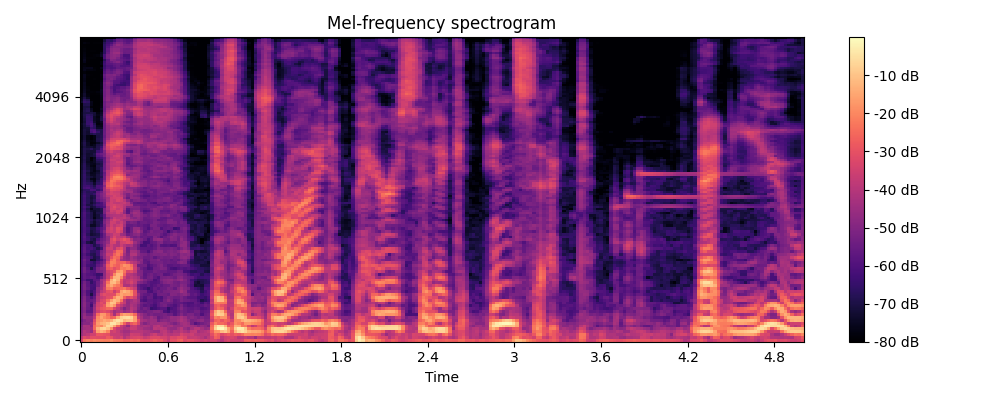 Mel-frequency spectrogram
Hz
4096
2048
1024
512
0
0 0.6 1.2 1.8 2.4 3 3.6 4.2 4.8
Time
-10 dB
-20 dB
-30 dB
-40 dB
-50 dB
-60 dB
-70 dB
-80 dB